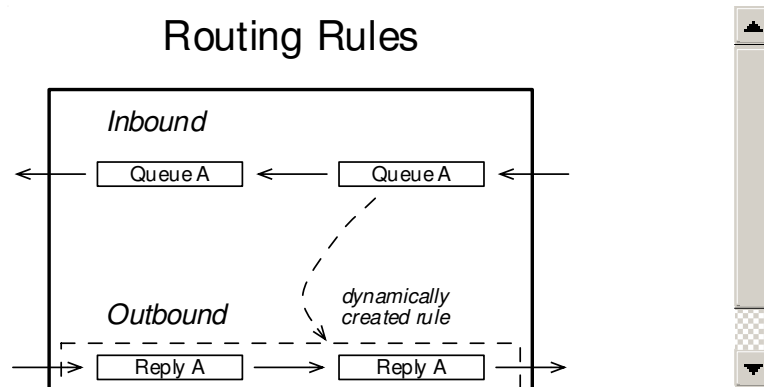 Routing Rules
Inbound
Queue A Queue A
dynamically
created rule
Outbound
Reply A Reply A